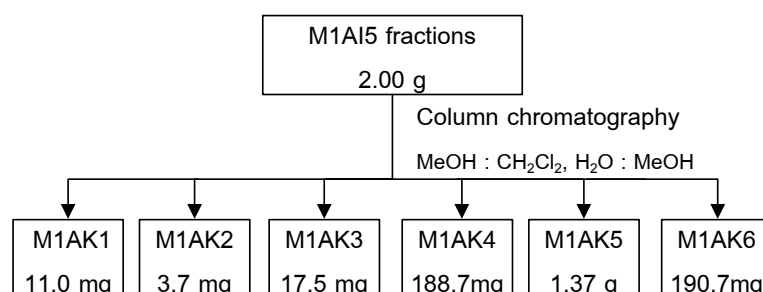 M1AI5 fractions
2.00 g
Column chromatography
MeOH : CH₂Cl₂, H₂O : MeOH
M1AK1 M1AK2 M1AK3 M1AK4 M1AK5 M1AK6
11.0 mg 3.7 mg 17.5 mg 188.7mg 1.37 g 190.7mg